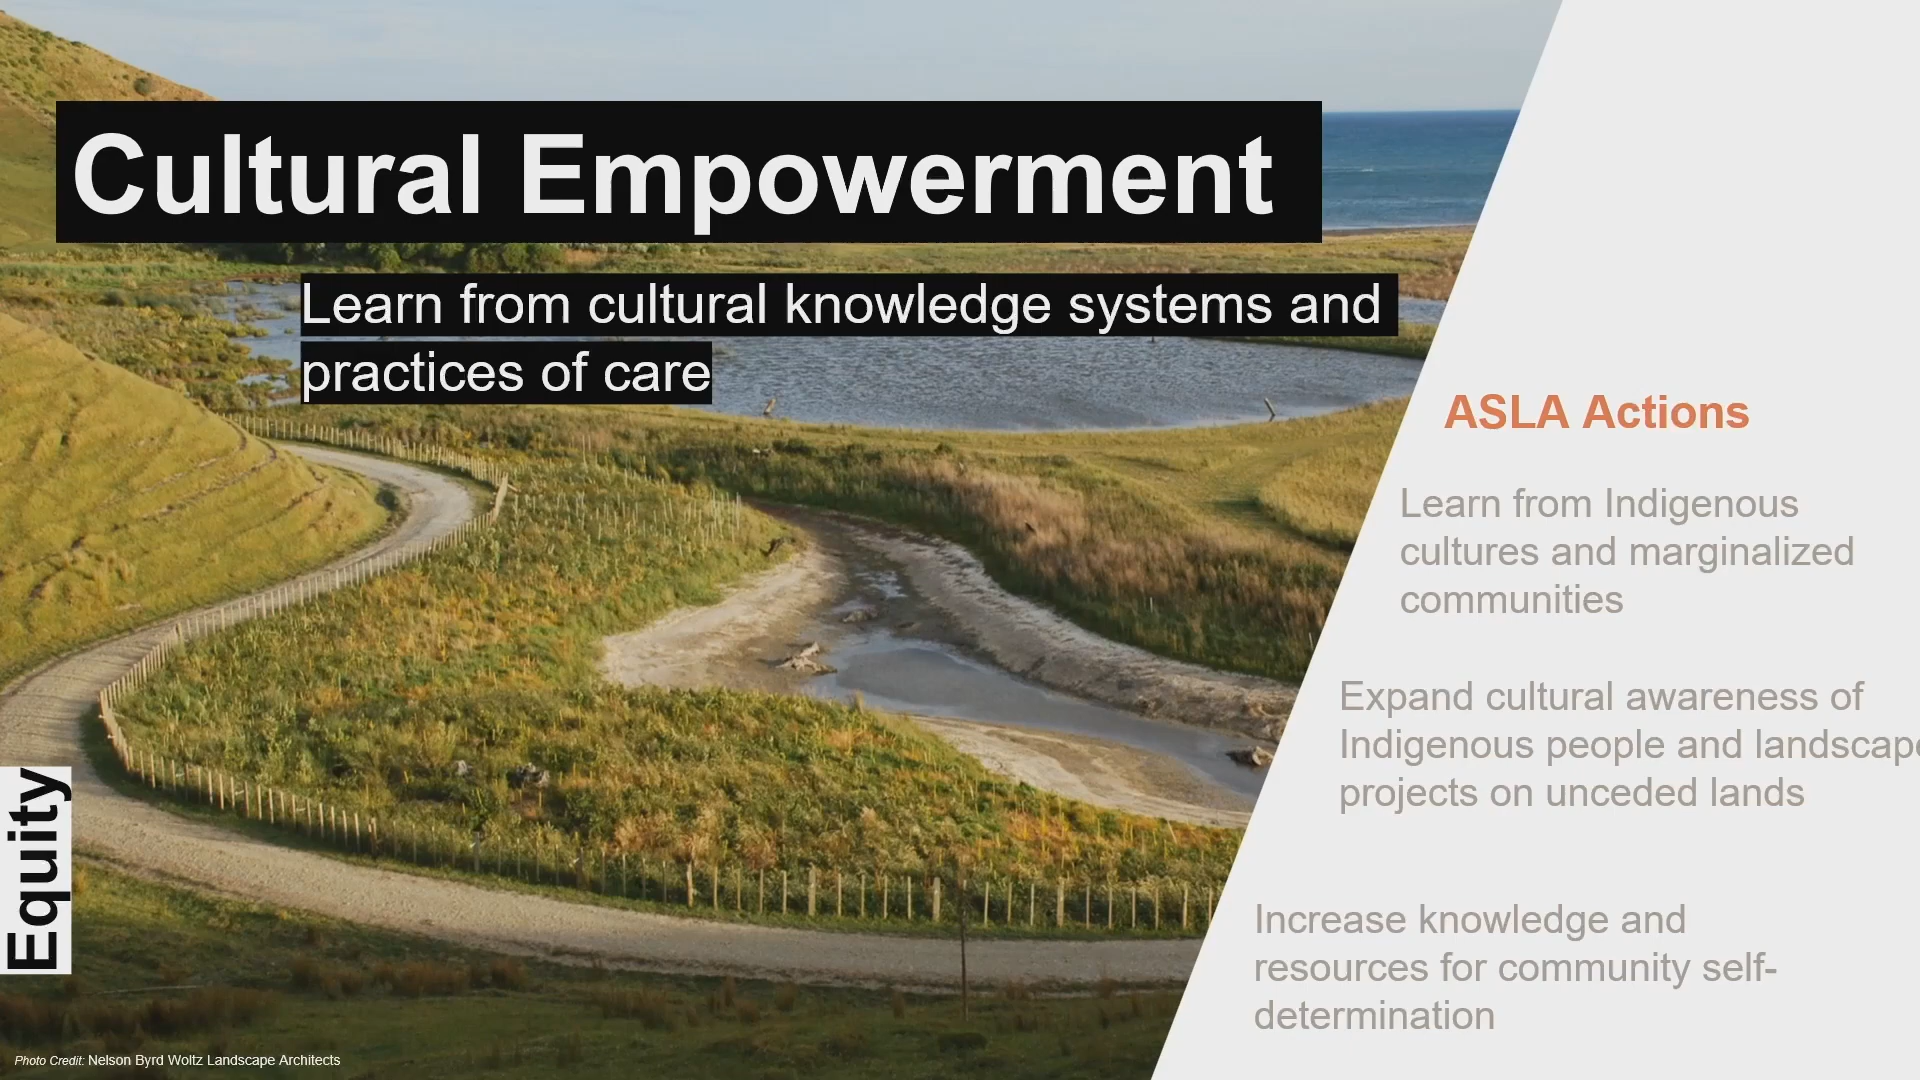 Cultural Empowerment
Learn from cultural knowledge systems and
practices of care
ASLA Actions
Learn from Indigenous
cultures and marginalized
communities
Expand cultural awareness of
Indigenous people and landscape
projects on unceded lands
Increase knowledge and
resources for community self-
determination
Equity
Photo Credit: Nelson Byrd Woltz Landscape Architects